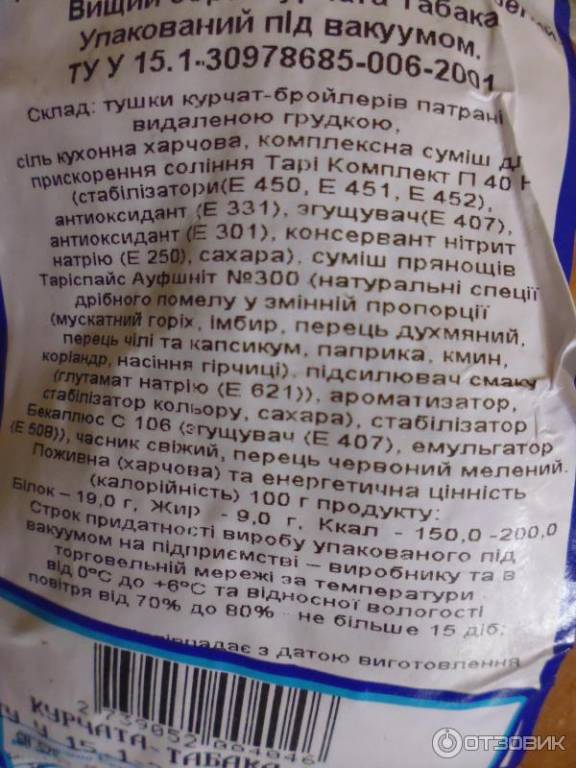 Вищий Табака
Упакований під вакуумом.
ТУ У 15.1-30978685-006-2001
Склад: тушки курчат-бройлерів патрані
видаленою грудкою,
сіль кухонна харчова, комплексна суміш
прискорення соління Тарі Комплект П 40
(стабілізатори(Е 450, Е 451, Е 452),
антиоксидант (Е 331), згущувач(Е 407),
антиоксидант (Е 301), консервант нітрит
натрію (Е 250), сахара), суміш прянощів
Таріспайс Ауфшніт №300 (натуральні спеції
дрібного помелу у змінній пропорції
(мускатний горіх, імбир, перець духмяний,
перець чілі та капсикум, паприка, кмин,
коріандр, насіння гірчиці), підсилювач смаку
(глутамат натрію (Е 621)), ароматизатор,
стабілізатор кольору, сахара), стабілізатор
Бекаплюс С 106 (згущувач (Е 407), емульгатор
(Е 508)), часник свіжий, перець червоний мелений.
Поживна (харчова) та енергетична цінність
(калорійність) 100 г продукту:
Білок – 19,0 г, Жир - 9,0 г, Ккал - 150,0 -200,0
Строк придатності виробу упакованого під
вакуумом на підприємстві – виробнику та в
торговельній мережі за температури
від 0°С до +6°С та відносної вологості
повітря від 70% до 80% - не більше 15 діб;
з датою виготовлення
КУРЧАТА-ТАБАКА
ТУ У 15.1.-
ОТЗОВИК